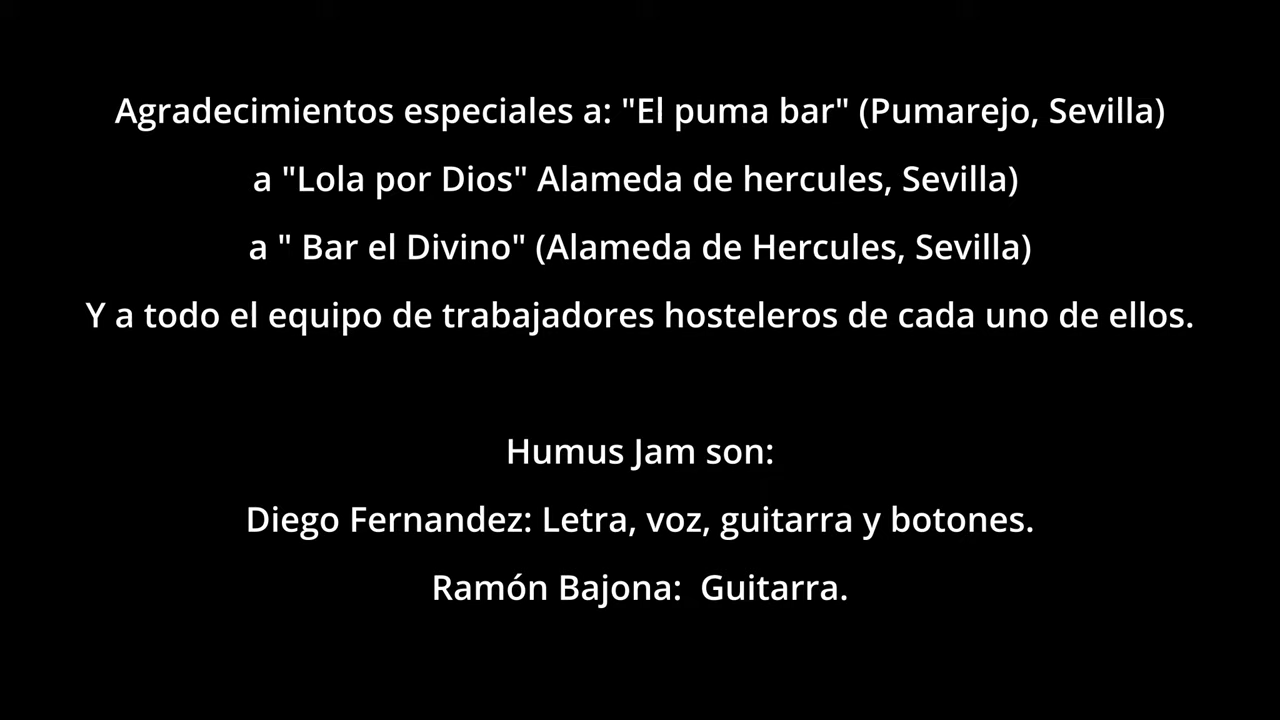 Agradecimientos especiales a: "El puma bar" (Pumarejo, Sevilla)
a "Lola por Dios" Alameda de hercules, Sevilla)
a " Bar el Divino" (Alameda de Hercules, Sevilla)
Y a todo el equipo de trabajadores hosteleros de cada uno de ellos.
Humus Jam son:
Diego Fernandez: Letra, voz, guitarra y botones.
Ramón Bajona:  Guitarra.